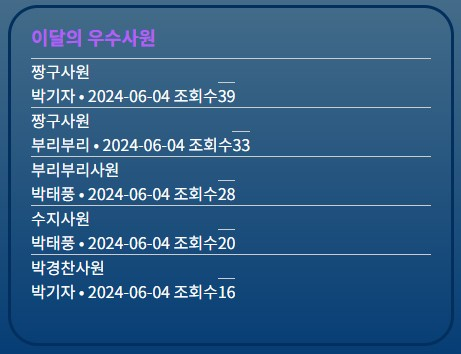 이달의 우수사원
짱구사원
박기자 • 2024-06-04 조회수39
짱구사원
부리부리 • 2024-06-04 조회수33
부리부리사원
박태풍 • 2024-06-04 조회수28
수지사원
박태풍 • 2024-06-04 조회수20
박경찬사원
박기자 • 2024-06-04 조회수16